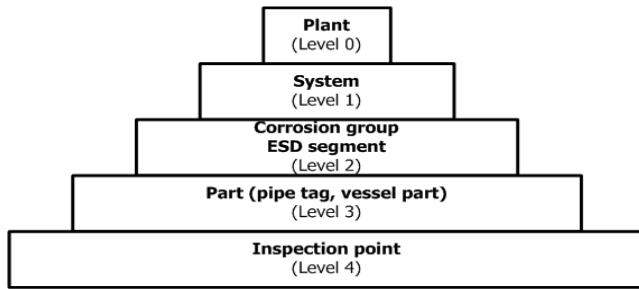 Plant
(Level 0)
System
(Level 1)
Corrosion group
ESD segment
(Level 2)
Part (pipe tag, vessel part)
(Level 3)
Inspection point
(Level 4)